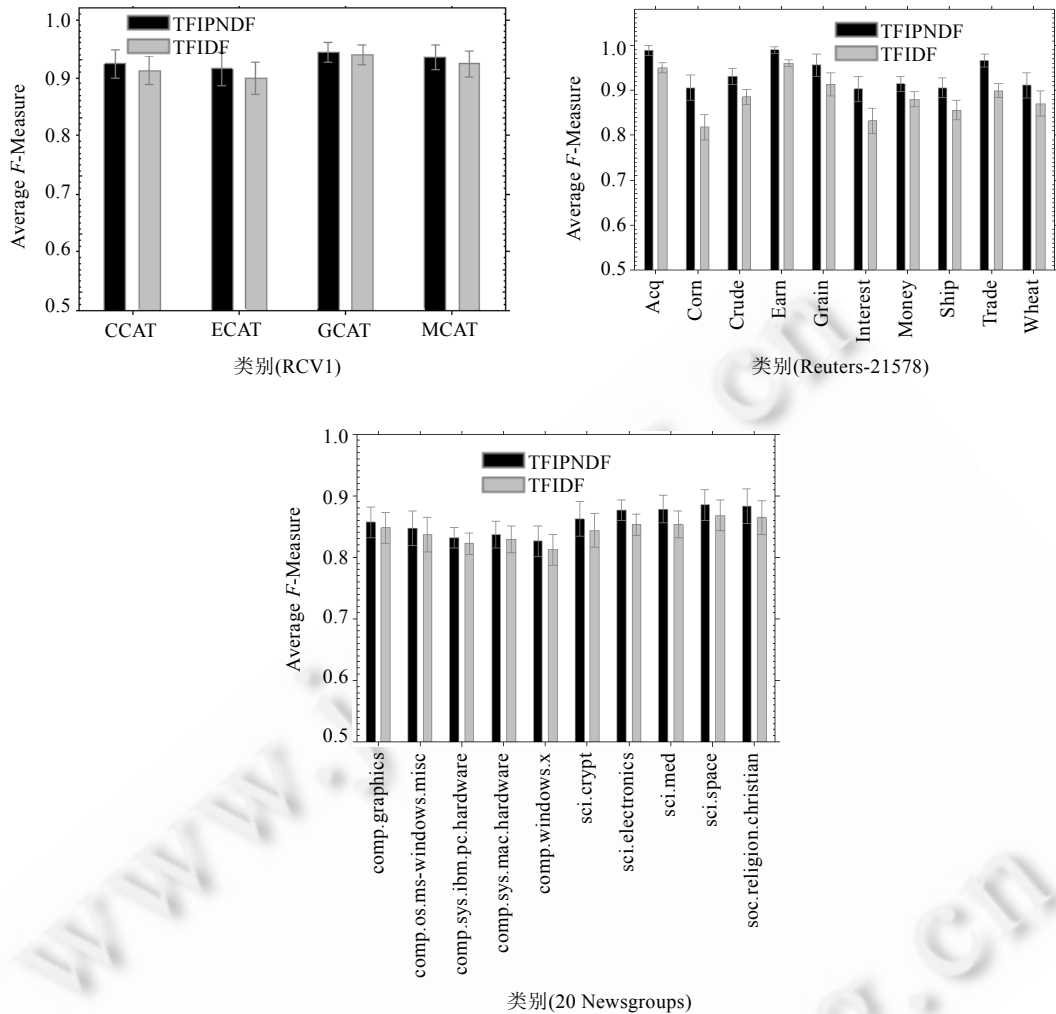 1.0
0.9
0.8
0.7
0.6
0.5
Average F-Measure
TFIPNDF
TFIDF
CCAT ECAT GCAT MCAT
类别(RCV1)
1.0
0.9
0.8
0.7
0.6
0.5
Average F-Measure
TFIPNDF
TFIDF
Acq
Corn
Crude
Earn
Grain
Interest
Money
Ship
Trade
Wheat
类别(Reuters-21578)
1.0
0.9
0.8
0.7
0.6
0.5
Average F-Measure
TFIPNDF
TFIDF
comp.graphics
comp.os.ms-windows.misc
comp.sys.ibm.pc.hardware
comp.sys.mac.hardware
comp.windows.x
sci.crypt
sci.electronics
sci.med
sci.space
soc.religion.christian
类别(20 Newsgroups)